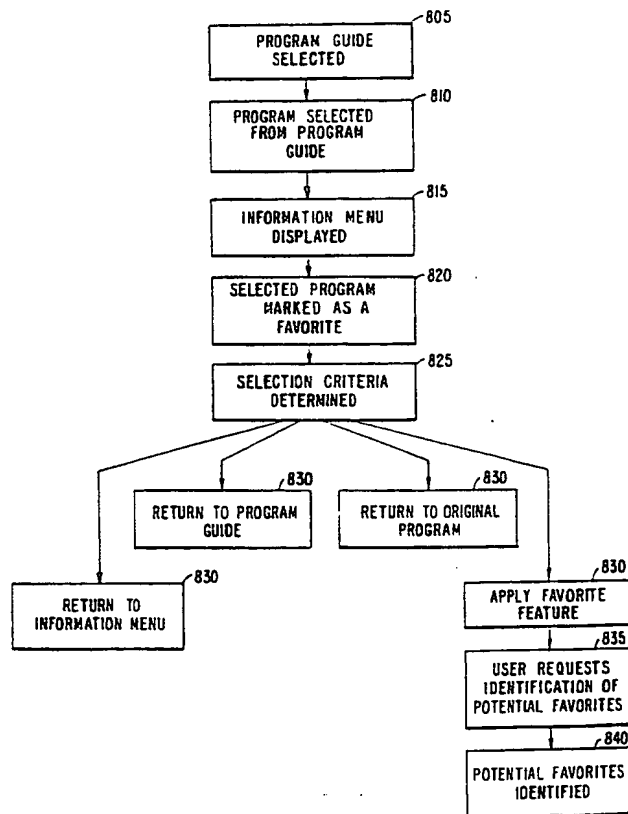 805
PROGRAM GUIDE
SELECTED
810
PROGRAM SELECTED
FROM PROGRAM
GUIDE
815
INFORMATION MENU
DISPLAYED
820
SELECTED PROGRAM
MARKED AS A
FAVORITE
825
SELECTION CRITERIA
DETERMINED
830
RETURN TO PROGRAM
GUIDE
830
RETURN TO ORIGINAL
PROGRAM
830
RETURN TO
INFORMATION MENU
830
APPLY FAVORITE
FEATURE
835
USER REQUESTS
IDENTIFICATION OF
POTENTIAL FAVORITES
840
POTENTIAL FAVORITES
IDENTIFIED